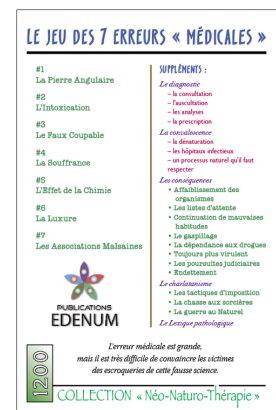 LE JEU DES 7 ERREURS « MÉDICALES »
#1
La Pierre Angulaire
#2
L'Intoxication
#3
Le Faux Coupable
#4
La Souffrance
#5
L'Effet de la Chimie
#6
La Luxure
#7
Les Associations Malsaines
PUBLICATIONS
EDENUM
SUPPLÉMENTS :
Le diagnostic
– la consultation
– l'auscultation
– les analyses
– la prescription
La convalescence
– la dénaturation
– les hôpitaux infectieux
– un processus naturel qu'il faut
respecter
Les conséquences
• Affaiblissement des
organismes
• Les listes d'attente
• Continuation de mauvaises
habitudes
• Le gaspillage
• La dépendance aux drogues
• Toujours plus virulent
• Les poursuites judiciaires
• Endettement
Le charlatanisme
• Les tactiques d'imposition
• La chasse aux sorcières
• La guerre au Naturel
Le Lexique pathologique
1200
L'erreur médicale est grande,
mais il est très difficile de convaincre les victimes
des escroqueries de cette fausse science.
COLLECTION « Néo-Naturo-Thérapie »